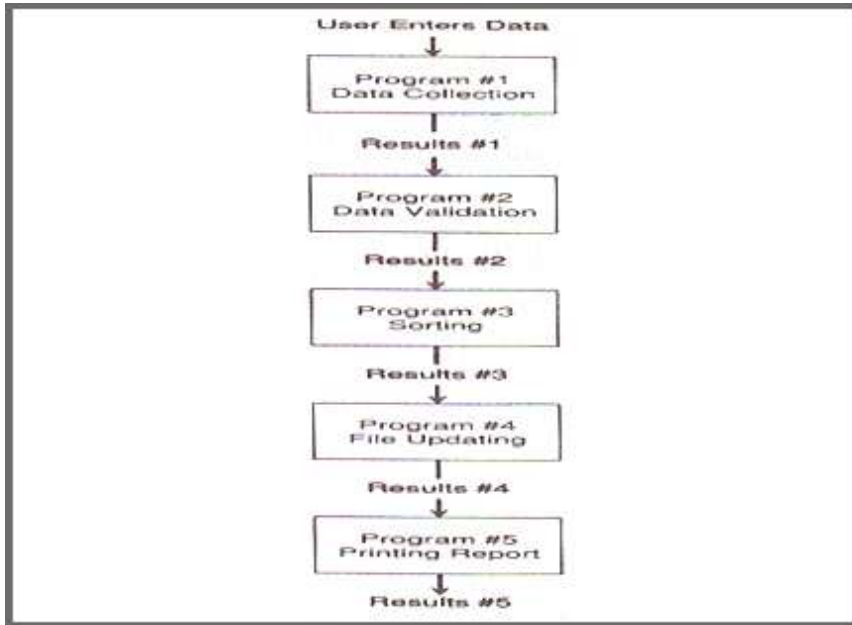 User Enters Data
Program #1
Data Collection
Results #1
Program #2
Data Validation
Results #2
Program #3
Sorting
Results #3
Program #4
File Updating
Results #4
Program #5
Printing Report
Results #5